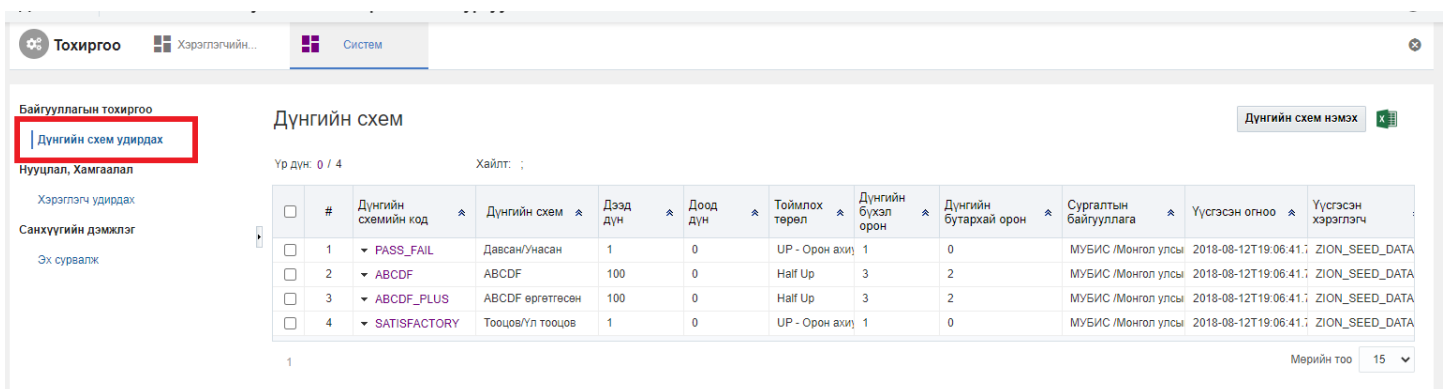 Тохиргоо
Хэрэглэгчийн...
Систем
Байгууллагын тохиргоо
Дүнгийн схем удирдах
Нууцлал, Хамгаалал
Хэрэглэгч удирдах
Санхүүгийн дэмжлэг
Эх сурвалж
Дүнгийн схем
Дүнгийн схем нэмэх
Үр дүн: 0 / 4 Хайлт: ;
# Дүнгийн схемийн код Дүнгийн схем Дээд дүн Доод дүн Тоймлох төрөл Дүнгийн бүхэл орон Дүнгийн бутархай орон Сургалтын байгууллага Үүсгэсэн огноо Үүсгэсэн хэрэглэгч
1 PASS_FAIL Давсан/Унасан 1 0 UP - Орон ахиу 1 0 МУБИС /Монгол улсы 2018-08-12T19:06:41.7 ZION_SEED_DATA
2 ABCDF ABCDF 100 0 Half Up 3 2 МУБИС /Монгол улсы 2018-08-12T19:06:41.7 ZION_SEED_DATA
3 ABCDF_PLUS ABCDF өргөтгөсөн 100 0 Half Up 3 2 МУБИС /Монгол улсы 2018-08-12T19:06:41.7 ZION_SEED_DATA
4 SATISFACTORY Тооцов/Үл тооцов 1 0 UP - Орон ахиу 1 0 МУБИС /Монгол улсы 2018-08-12T19:06:41.7 ZION_SEED_DATA
1
Мөрийн тоо 15